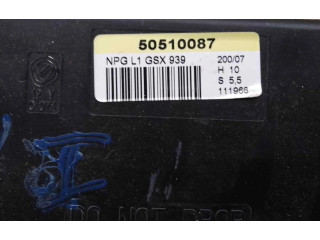 50510087
NPG L1 GSX 939
200/07
H 10
S 5,5
111966
DO NOT DROP